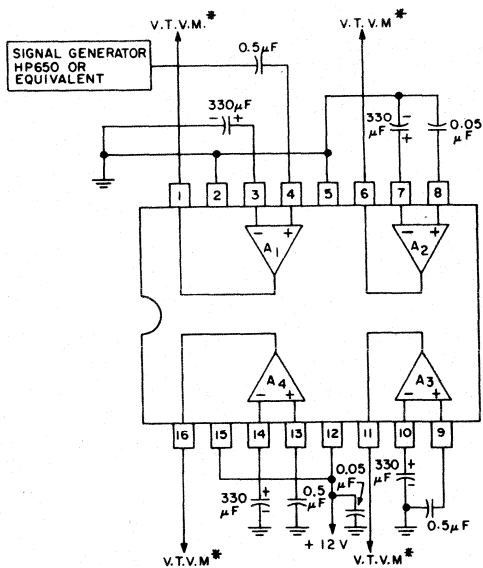 V.T.V.M.*
V.T.V.M*
SIGNAL GENERATOR
HP650 OR
EQUIVALENT
0.5µF
330µF
- +
330
µF
-
+
0.05
µF
1 2 3 4 5 6 7 8
- +
A1
- +
A2
A4
- +
A3
- +
16 15 14 13 12 11 10 9
330
µF
+
-
0.5
µF
0.05
µF
330
µF
+
-
0.5µF
+ 12V
V.T.V.M*
V.T.V.M*